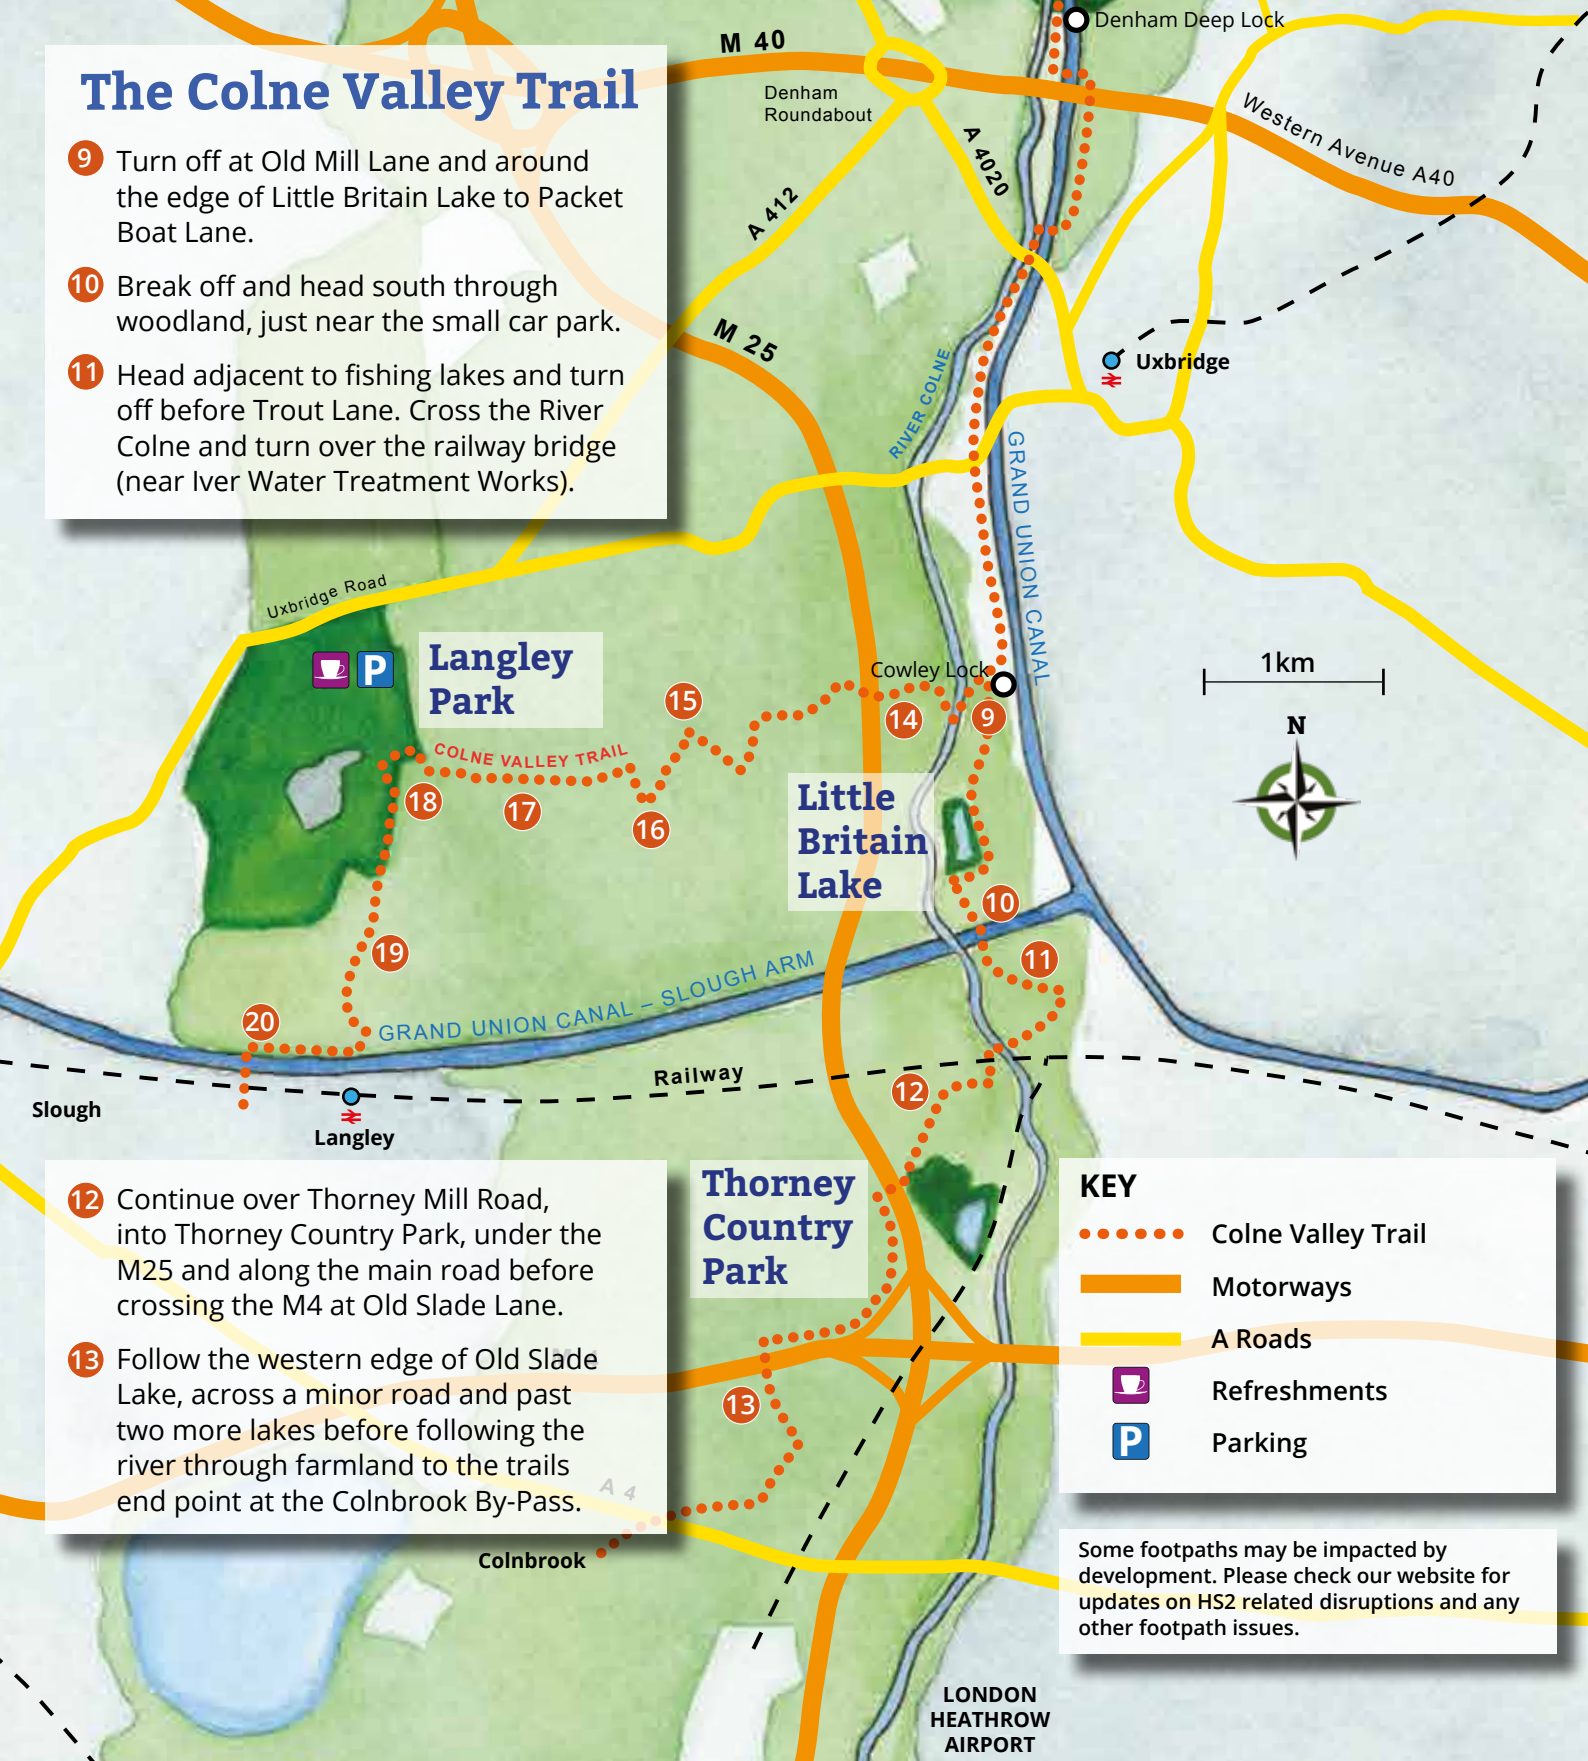 Denham Deep Lock
M 40
Denham
Roundabout
A 4020
Western Avenue A40
A 412
The Colne Valley Trail
9 Turn off at Old Mill Lane and around
the edge of Little Britain Lake to Packet
Boat Lane.
10 Break off and head south through
woodland, just near the small car park.
11 Head adjacent to fishing lakes and turn
off before Trout Lane. Cross the River
Colne and turn over the railway bridge
(near Iver Water Treatment Works).
M 25
RIVER COLNE
Uxbridge
GRAND UNION CANAL
Uxbridge Road
P
Langley
Park
Cowley Lock
1km
N
15
14
9
COLNE VALLEY TRAIL
18
17
16
Little
Britain
Lake
10
11
19
20
GRAND UNION CANAL – SLOUGH ARM
Railway
12
Slough
Langley
12 Continue over Thorney Mill Road,
into Thorney Country Park, under the
M25 and along the main road before
crossing the M4 at Old Slade Lane.
13 Follow the western edge of Old Slade
Lake, across a minor road and past
two more lakes before following the
river through farmland to the trails
end point at the Colnbrook By-Pass.
Thorney
Country
Park
13
A 4
Colnbrook
KEY
Colne Valley Trail
Motorways
A Roads
Refreshments
P Parking
Some footpaths may be impacted by
development. Please check our website for
updates on HS2 related disruptions and any
other footpath issues.
LONDON
HEATHROW
AIRPORT